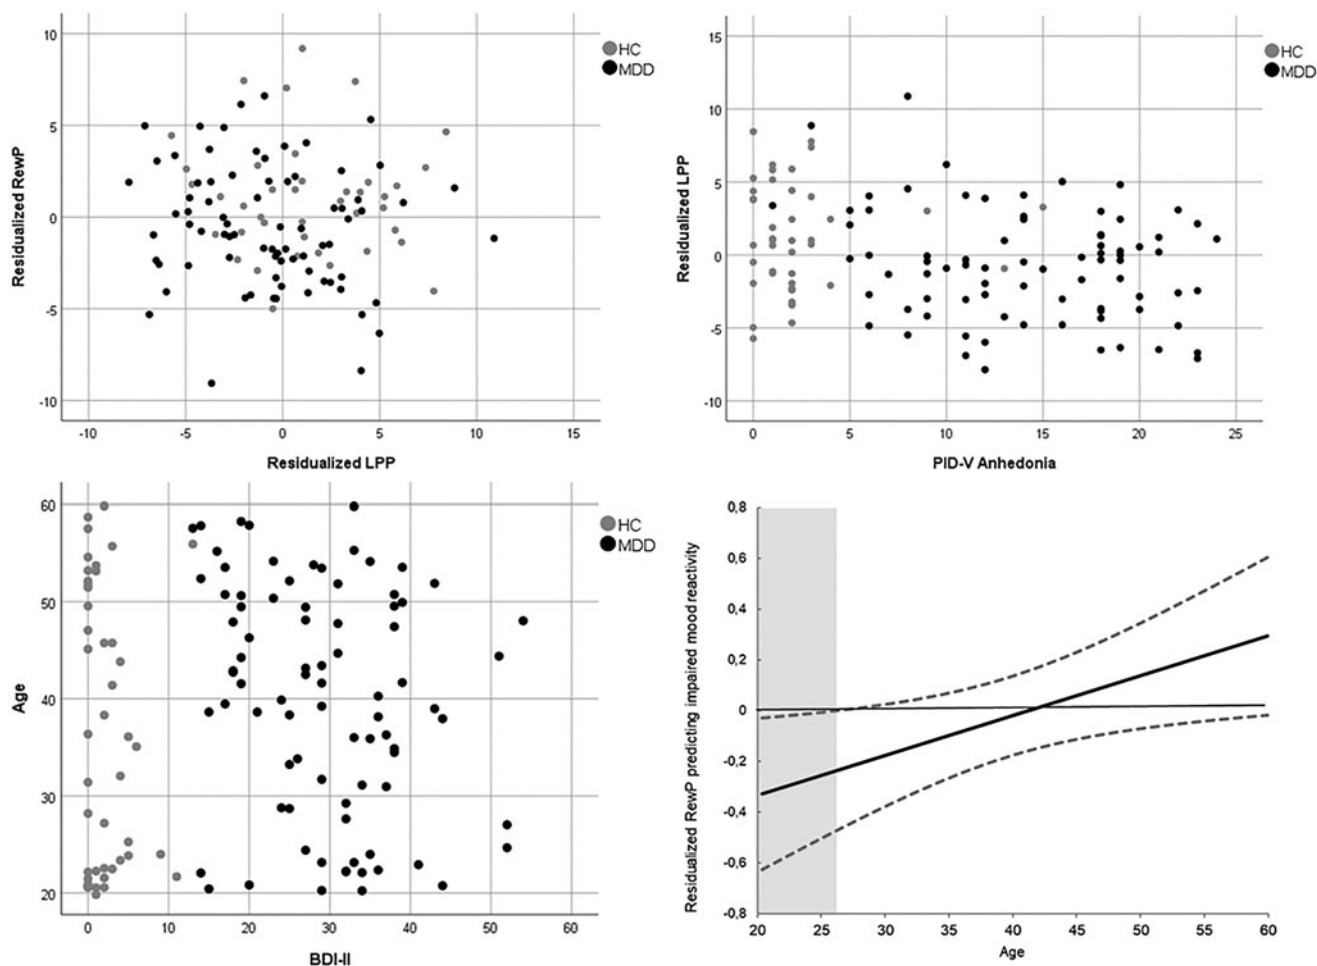 10
5
0
-5
-10
Residualized RewP
-10 -5 0 5 10 15
Residualized LPP
HC
MDD
15
10
5
0
-5
-10
Residualized LPP
0 5 10 15 20 25
PID-V Anhedonia
HC
MDD
60
50
40
30
20
Age
0 10 20 30 40 50 60
BDI-II
HC
MDD
0,8
0,6
0,4
0,2
0
-0,2
-0,4
-0,6
-0,8
Residualized RewP predicting impaired mood reactivity
20 25 30 35 40 45 50 55 60
Age